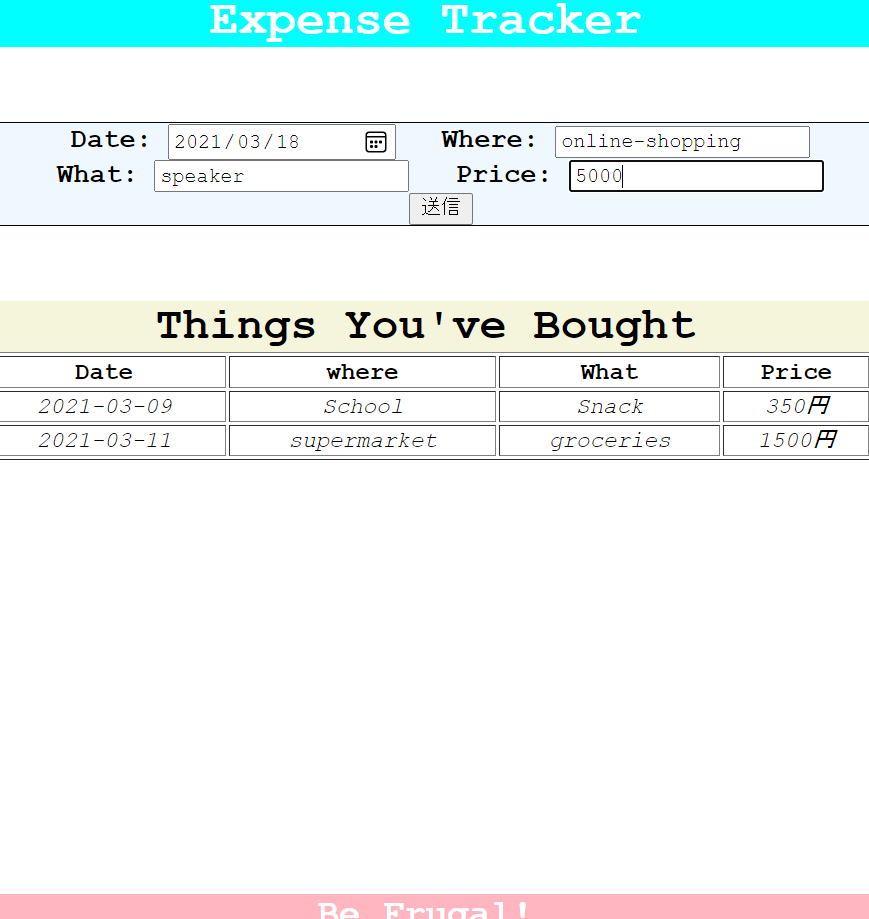 Expense Tracker
Date: 2021/03/18 Where: online-shopping
What: speaker Price: 5000
送信
Things You've Bought
Date where What Price
2021-03-09 School Snack 350円
2021-03-11 supermarket groceries 1500円
Be Frugal!